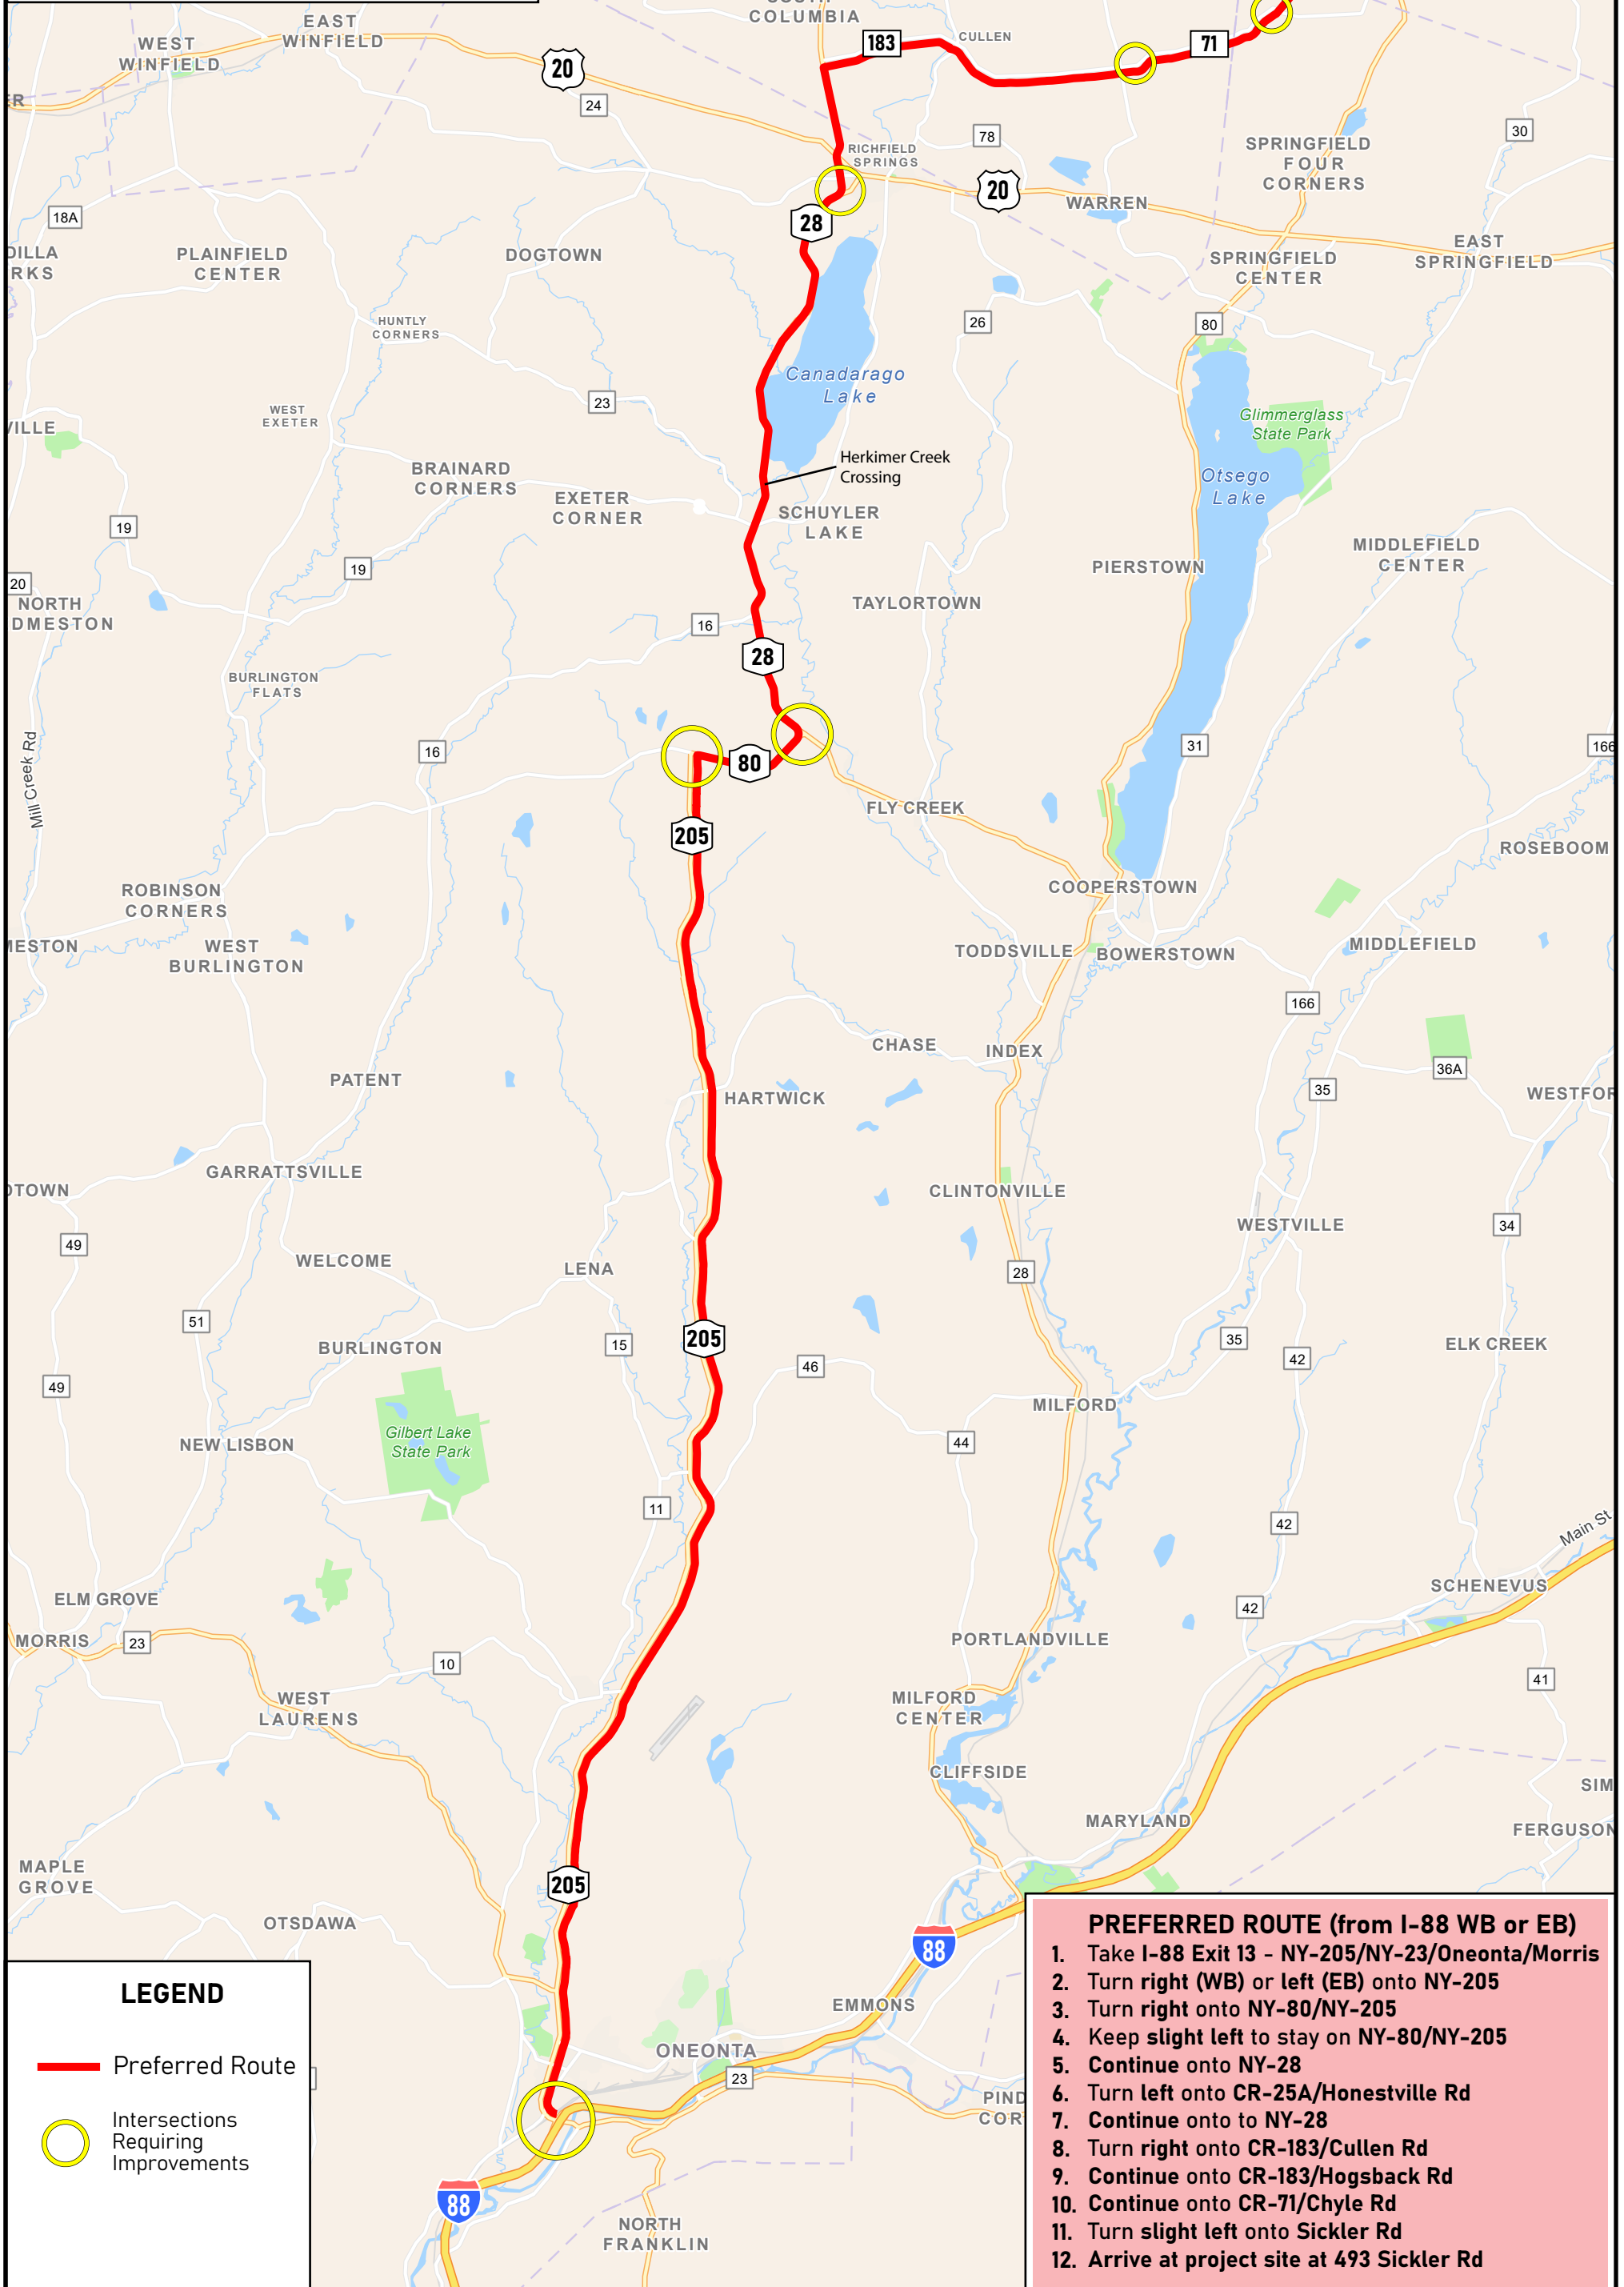 SOUTH
COLUMBIA
EAST
WINFIELD
WEST
WINFIELD
20
24
183
CULLEN
71
78
RICHFIELD
SPRINGS
20
28
WARREN
SPRINGFIELD
FOUR
CORNERS
30
18A
DILLA
RKS
PLAINFIELD
CENTER
DOGTOWN
SPRINGFIELD
CENTER
EAST
SPRINGFIELD
HUNTLY
CORNERS
26
80
Canadarago
Lake
23
WEST
EXETER
Glimmerglass
State Park
VILLE
BRAINARD
CORNERS
Herkimer Creek
Crossing
Otsego
Lake
EXETER
CORNER
SCHUYLER
LAKE
19
19
20
NORTH
DMESTON
MIDDLEFIELD
CENTER
PIERSTOWN
TAYLORTOWN
16
28
BURLINGTON
FLATS
Mill Creek Rd
16
80
31
166
205
FLY CREEK
ROSEBOOM
ROBINSON
CORNERS
COOPERSTOWN
MESTON
WEST
BURLINGTON
TODDSVILLE
BOWERSTOWN
MIDDLEFIELD
166
CHASE
INDEX
36A
PATENT
HARTWICK
35
WESTFOR
GARRATTSVILLE
OTOWN
CLINTONVILLE
WESTVILLE
34
49
WELCOME
LENA
28
51
BURLINGTON
15
205
46
35
42
ELK CREEK
49
MILFORD
NEW LISBON
Gilbert Lake
State Park
44
11
42
Main St
ELM GROVE
SCHENEVUS
42
MORRIS
23
10
PORTLANDVILLE
41
WEST
LAURENS
MILFORD
CENTER
CLIFFSIDE
SIM
MARYLAND
FERGUSON
MAPLE
GROVE
205
OTSDAWA
88
EMMONS
ONEONTA
23
PIND
COR
88
NORTH
FRANKLIN
LEGEND
Preferred Route
Intersections
Requiring
Improvements
PREFERRED ROUTE (from I-88 WB or EB)
1. Take I-88 Exit 13 - NY-205/NY-23/Oneonta/Morris
2. Turn right (WB) or left (EB) onto NY-205
3. Turn right onto NY-80/NY-205
4. Keep slight left to stay on NY-80/NY-205
5. Continue onto NY-28
6. Turn left onto CR-25A/Honestville Rd
7. Continue onto to NY-28
8. Turn right onto CR-183/Cullen Rd
9. Continue onto CR-183/Hogsback Rd
10. Continue onto CR-71/Chyle Rd
11. Turn slight left onto Sickler Rd
12. Arrive at project site at 493 Sickler Rd